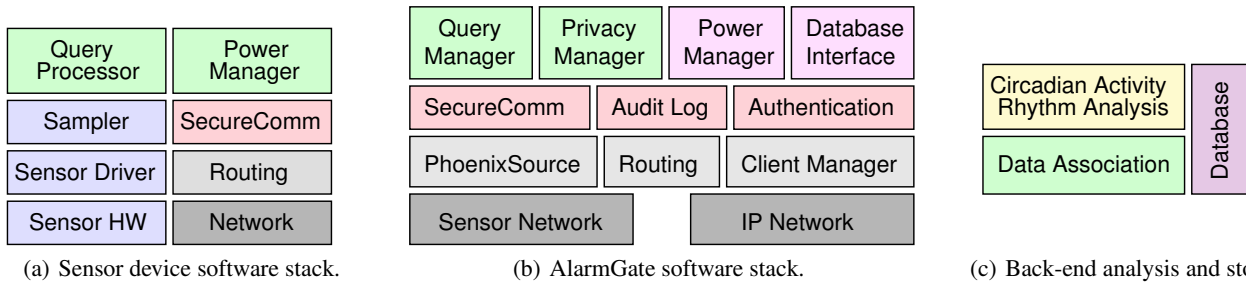 Query
Processor
Power
Manager
Sampler
SecureComm
Sensor Driver
Routing
Sensor HW
Network
(a) Sensor device software stack.
Query
Manager
Privacy
Manager
Power
Manager
Database
Interface
SecureComm
Audit Log
Authentication
PhoenixSource
Routing
Client Manager
Sensor Network
IP Network
(b) AlarmGate software stack.
Circadian Activity
Rhythm Analysis
Data Association
Database
(c) Back-end analysis and sto